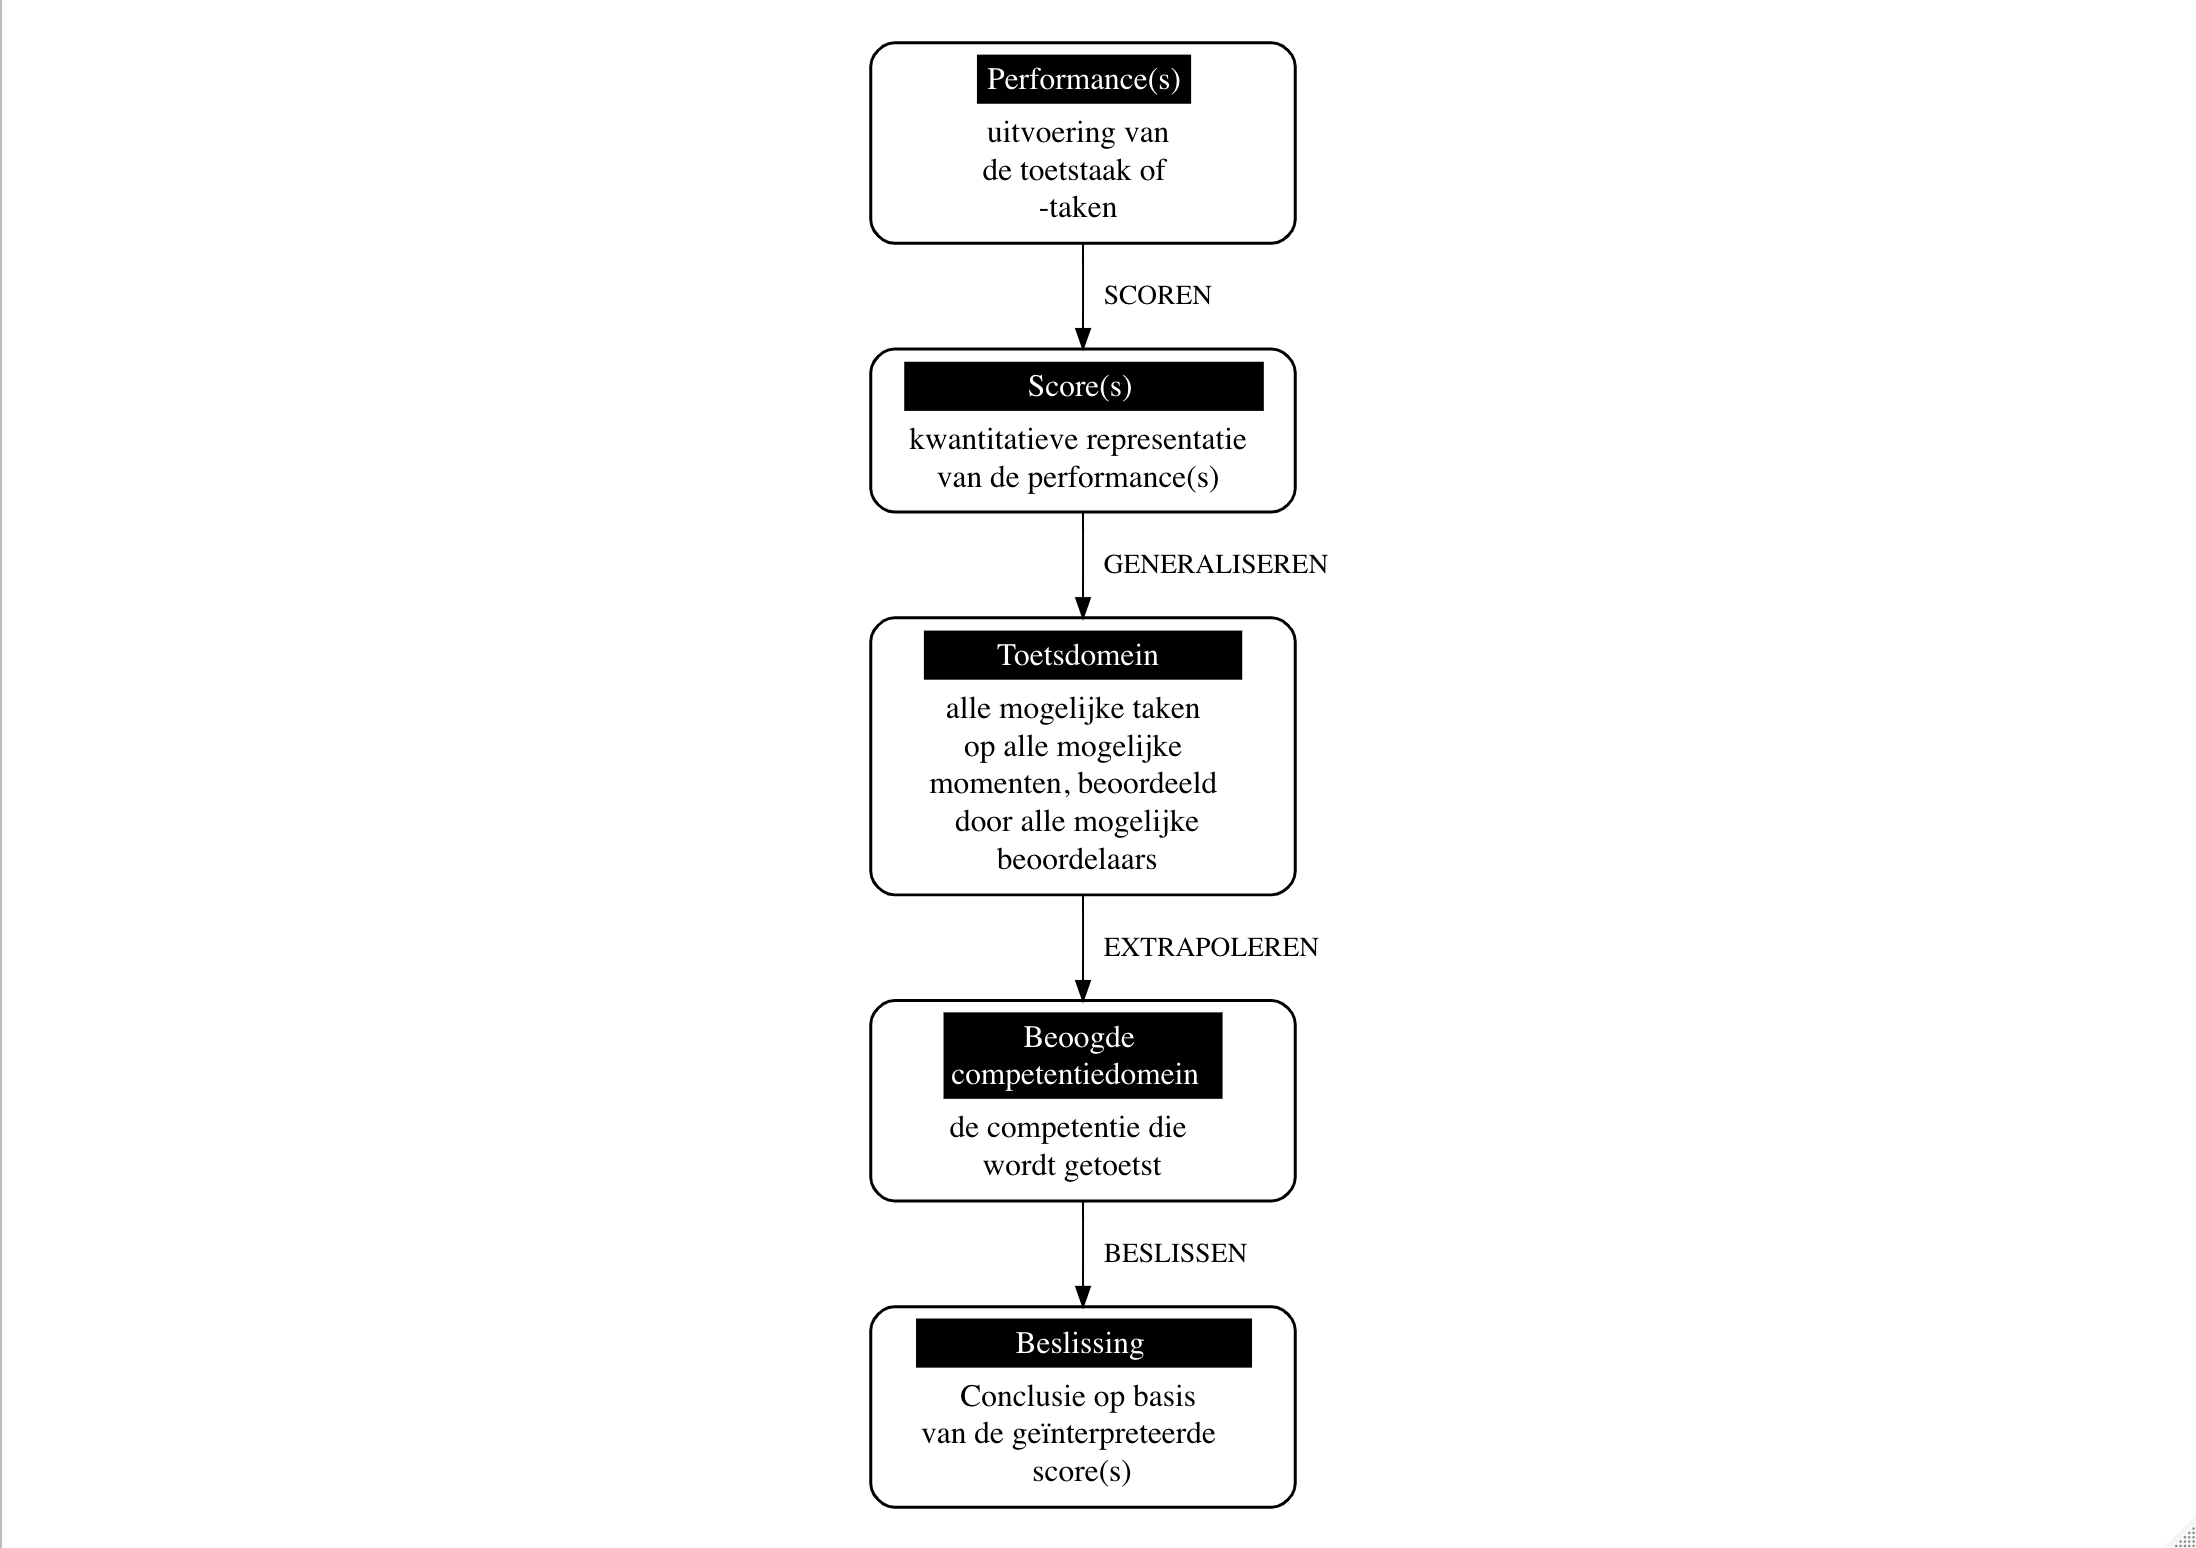 Performance(s)
uitvoering van
de toetstaak of
-taken
SCOREN
Score(s)
kwantitatieve representatie
van de performance(s)
GENERALISEREN
Toetsdomein
alle mogelijke taken
op alle mogelijke
momenten, beoordeeld
door alle mogelijke
beoordelaars
EXTRAPOLEREN
Beoogde
competentiedomein
de competentie die
wordt getoetst
BESLISSEN
Beslissing
Conclusie op basis
van de geïnterpreteerde
score(s)